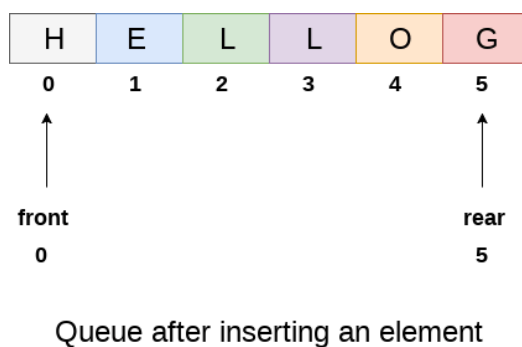 H E L L O G
0 1 2 3 4 5
front rear
0 5
Queue after inserting an element